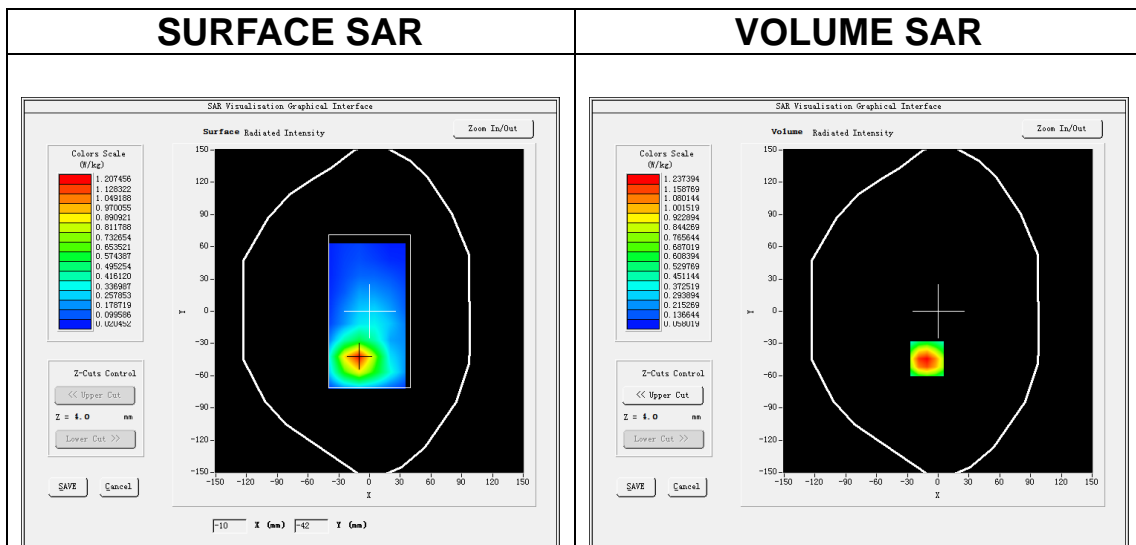 SURFACE SAR
VOLUME SAR
SAR Visualisation Graphical Interface
Surface Radiated Intensity
Zoom In/Out
Colors Scale
(W/kg)
1.207456
1.128322
1.049188
0.970055
0.890921
0.811788
0.732654
0.653521
0.574387
0.495254
0.416120
0.336987
0.257853
0.178719
0.099586
0.020452
Z-Cuts Control
<< Upper Cut
Z = 4.0 mm
Lower Cut >>
SAVE
Cancel
150
120
90
60
30
0
-30
-60
-90
-120
-150
Y
-150 -120 -90 -60 -30 0 30 60 90 120 150
X
-10 X (mm) -42 Y (mm)
SAR Visualisation Graphical Interface
Volume Radiated Intensity
Zoom In/Out
Colors Scale
(W/kg)
1.237394
1.158769
1.080144
1.001519
0.922894
0.844269
0.765644
0.687019
0.608394
0.529769
0.451144
0.372519
0.293894
0.215269
0.136644
0.058019
Z-Cuts Control
<< Upper Cut
Z = 4.0 mm
Lower Cut >>
SAVE
Cancel
150
120
90
60
30
0
-30
-60
-90
-120
-150
Y
-150 -120 -90 -60 -30 0 30 60 90 120 150
X